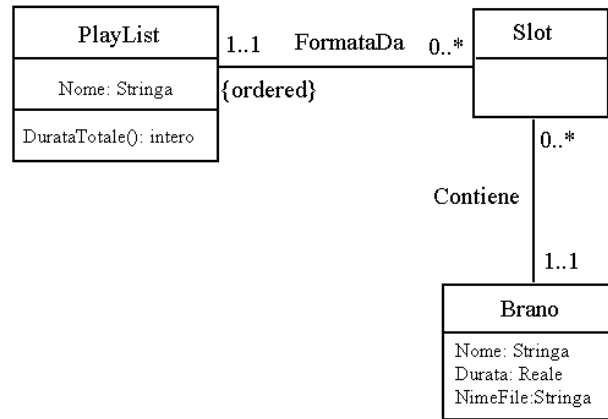 PlayList
Nome: Stringa
DurataTotale(): intero
1..1
FormataDa
0..*
{ordered}
Slot
0..*
Contiene
1..1
Brano
Nome: Stringa
Durata: Reale
NimeFile:Stringa